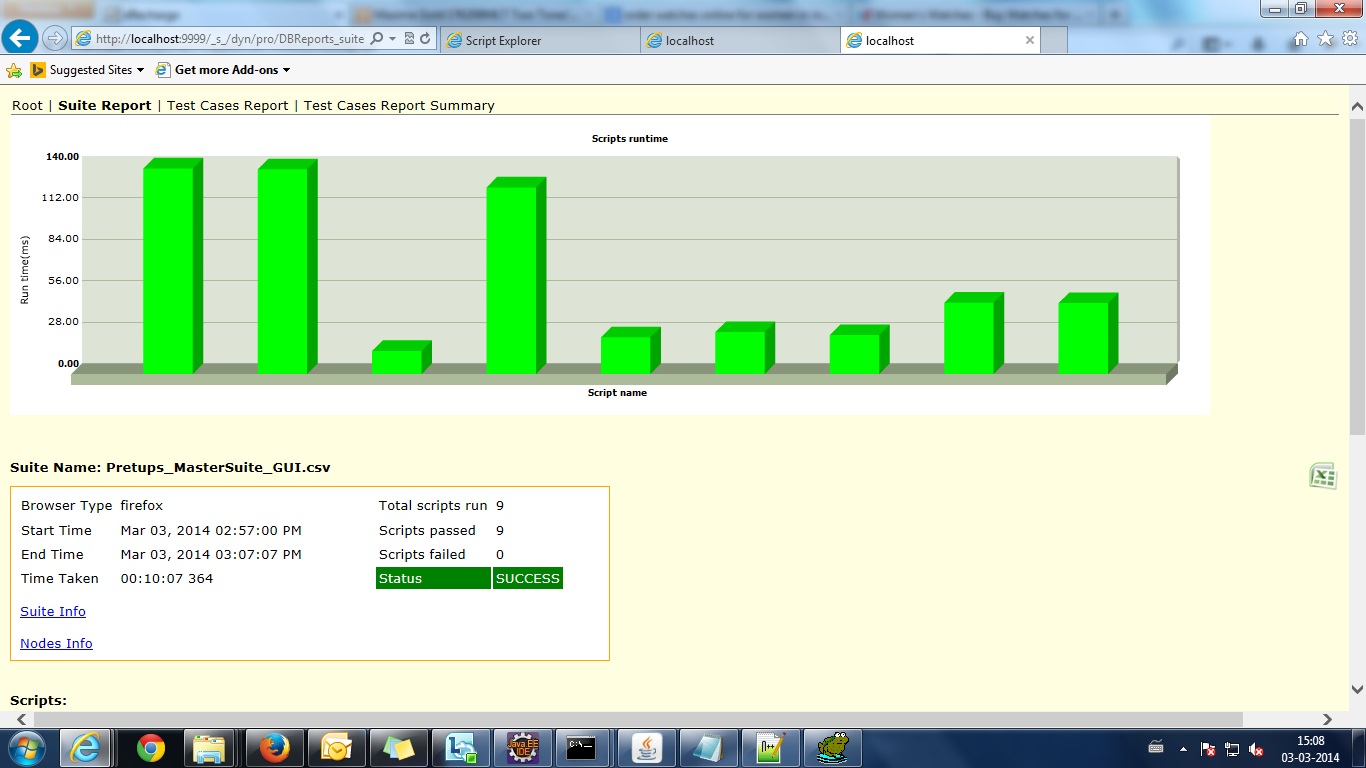 http://localhost:9999/_s_/dyn/pro/DBReports_suite
Script Explorer
localhost
localhost
Suggested Sites
Get more Add-ons
Root | Suite Report | Test Cases Report | Test Cases Report Summary
Scripts runtime
140.00
112.00
84.00
56.00
28.00
0.00
Run time(ms)
Script name
Suite Name: Pretups_MasterSuite_GUI.csv
Browser Type firefox Total scripts run 9
Start Time Mar 03, 2014 02:57:00 PM Scripts passed 9
End Time Mar 03, 2014 03:07:07 PM Scripts failed 0
Time Taken 00:10:07 364 Status SUCCESS
Suite Info
Nodes Info
Scripts:
Java EE
IDE
C:\
15:08
03-03-2014